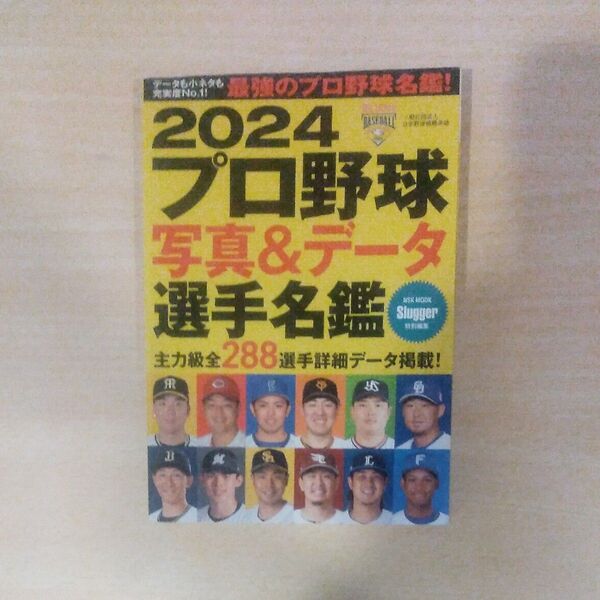 データも小ネタも
充実度No.1!
最強のプロ野球名鑑!
2024
BASEBALL
プロ野球
写真&データ
選手名鑑
NSK MOOK
Slugger
特別編集
主力級全288選手詳細データ掲載!